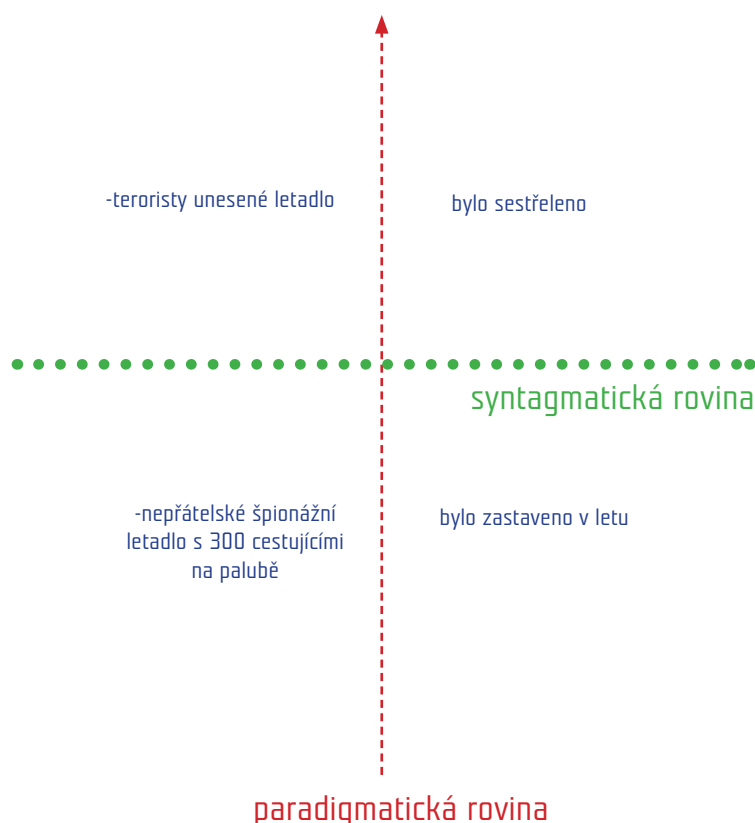 -teroristy unesené letadlo
bylo sestřeleno
syntagmatická rovina
-nepřátelské špionážní
letadlo s 300 cestujícími
na palubě
bylo zastaveno v letu
paradigmatická rovina